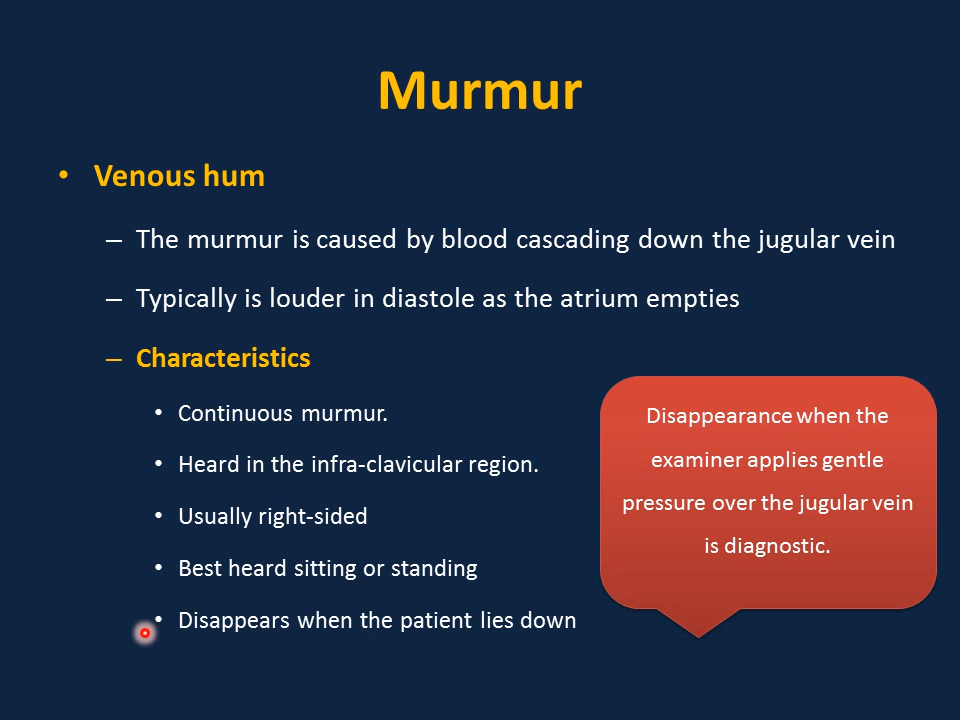 Murmur
• Venous hum
– The murmur is caused by blood cascading down the jugular vein
– Typically is louder in diastole as the atrium empties
– Characteristics
• Continuous murmur.
• Heard in the infra-clavicular region.
• Usually right-sided
• Best heard sitting or standing
• Disappears when the patient lies down
Disappearance when the
examiner applies gentle
pressure over the jugular vein
is diagnostic.